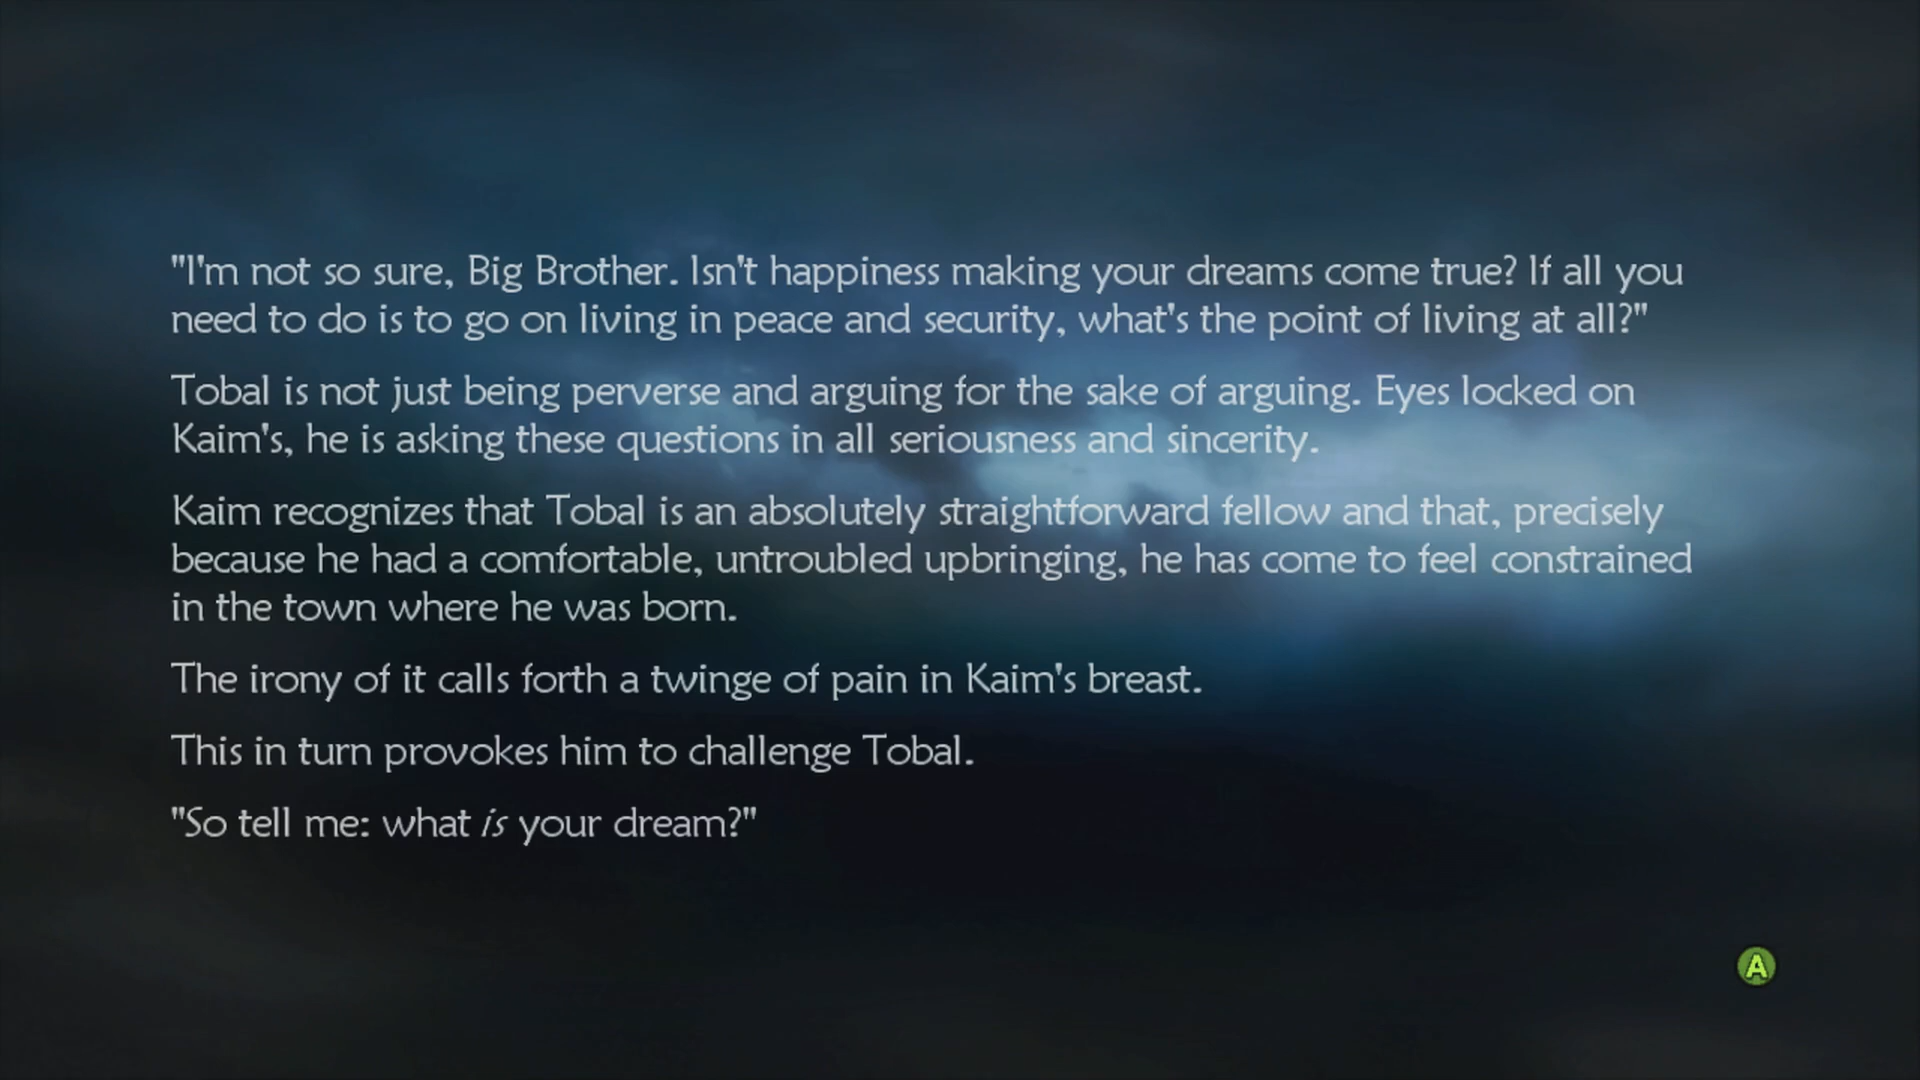 "I'm not so sure, Big Brother. Isn't happiness making your dreams come true? If all you
need to do is to go on living in peace and security, what's the point of living at all?"
Tobal is not just being perverse and arguing for the sake of arguing. Eyes locked on
Kaim's, he is asking these questions in all seriousness and sincerity.
Kaim recognizes that Tobal is an absolutely straightforward fellow and that, precisely
because he had a comfortable, untroubled upbringing, he has come to feel constrained
in the town where he was born.
The irony of it calls forth a twinge of pain in Kaim's breast.
This in turn provokes him to challenge Tobal.
"So tell me: what is your dream?"
A